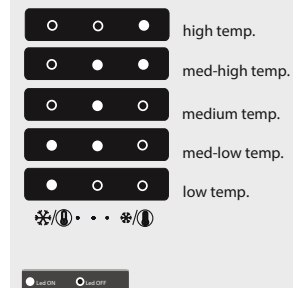 high temp.
med-high temp.
medium temp.
med-low temp.
low temp.
Led ON Led OFF